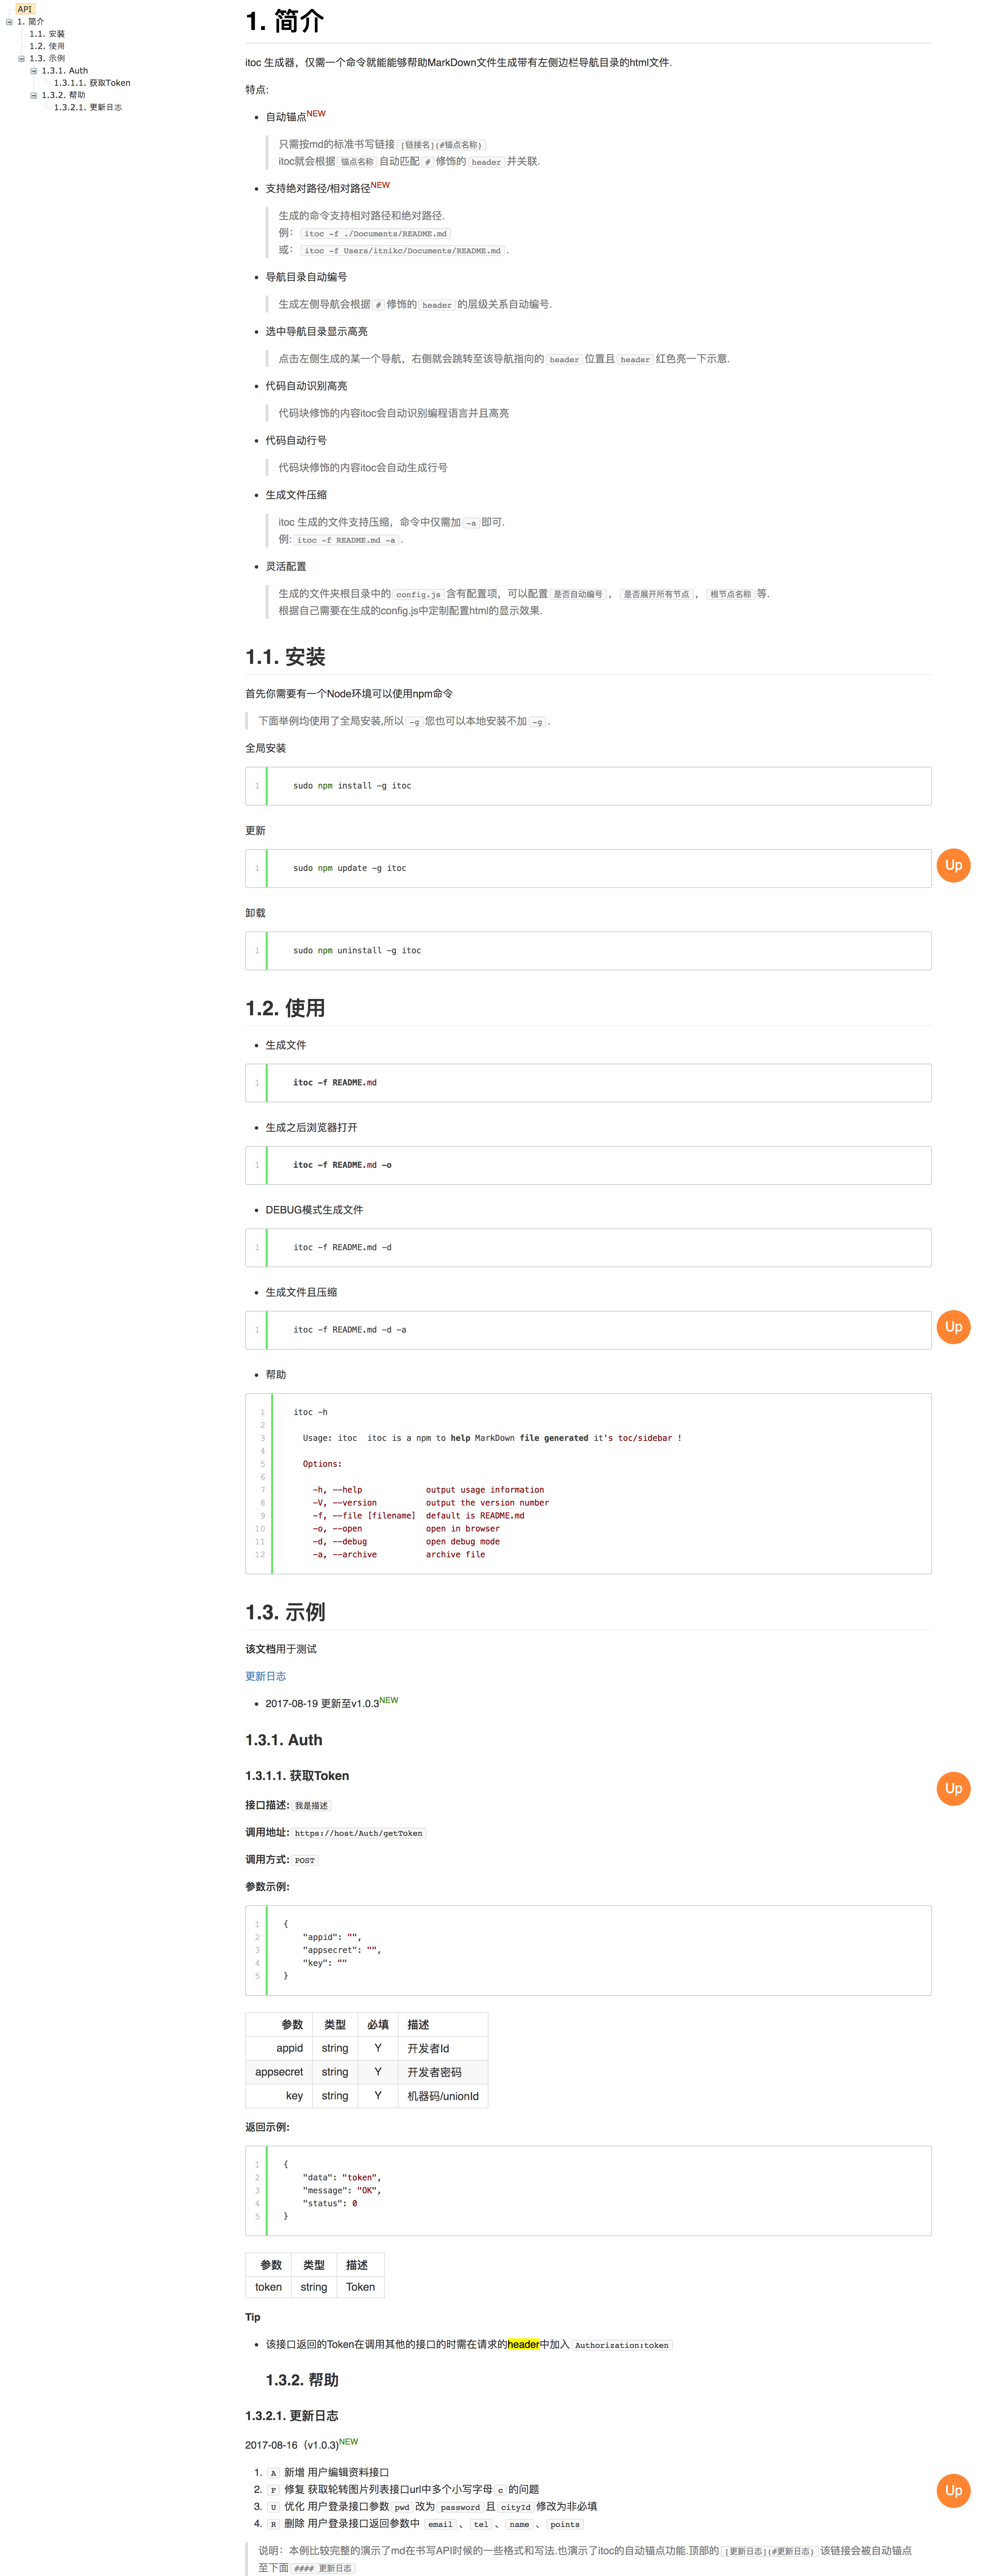 API
1. 简介
1.1. 安装
1.2. 使用
1.3. 示例
1.3.1. Auth
1.3.1.1. 获取Token
1.3.2. 帮助
1.3.2.1. 更新日志
1. 简介
itoc 生成器，仅需一个命令就能能够帮助MarkDown文件生成带有左侧边栏导航目录的html文件.
特点:
• 自动锚点NEW
只需按md的标准书写链接 [链接名](#锚点名称)
itoc就会根据 锚点名称 自动匹配 # 修饰的 header 并关联.
• 支持绝对路径/相对路径NEW
生成的命令支持相对路径和绝对路径.
例： itoc -f ./Documents/README.md
或： itoc -f Users/itnikc/Documents/README.md .
• 导航目录自动编号
生成左侧导航会根据 # 修饰的 header 的层级关系自动编号.
• 选中导航目录显示高亮
点击左侧生成的某一个导航，右侧就会跳转至该导航指向的 header 位置且 header 红色亮一下示意.
• 代码自动识别高亮
代码块修饰的内容itoc会自动识别编程语言并且高亮
• 代码自动行号
代码块修饰的内容itoc会自动生成行号
• 生成文件压缩
itoc 生成的文件支持压缩，命令中仅需加 -a 即可.
例: itoc -f README.md -a .
• 灵活配置
生成的文件夹根目录中的 config.js 含有配置项，可以配置 是否自动编号 ， 是否展开所有节点 ， 根节点名称 等.
根据自己需要在生成的config.js中定制配置html的显示效果.
1.1. 安装
首先你需要有一个Node环境可以使用npm命令
下面举例均使用了全局安装,所以 -g 您也可以本地安装不加 -g .
全局安装
1 sudo npm install -g itoc
更新
1 sudo npm update -g itoc
Up
卸载
1 sudo npm uninstall -g itoc
1.2. 使用
• 生成文件
1 itoc -f README.md
• 生成之后浏览器打开
1 itoc -f README.md -o
• DEBUG模式生成文件
1 itoc -f README.md -d
• 生成文件且压缩
1 itoc -f README.md -d -a
Up
• 帮助
1 itoc -h
2
3 Usage: itoc  itoc is a npm to help MarkDown file generated it's toc/sidebar !
4
5 Options:
6
7 -h, --help output usage information
8 -V, --version output the version number
9 -f, --file [filename] default is README.md
10 -o, --open open in browser
11 -d, --debug open debug mode
12 -a, --archive archive file
1.3. 示例
该文档用于测试
更新日志
• 2017-08-19 更新至v1.0.3NEW
1.3.1. Auth
1.3.1.1. 获取Token
Up
接口描述: 我是描述
调用地址: https://host/Auth/getToken
调用方式: POST
参数示例:
1 {
2 "appid": "",
3 "appsecret": "",
4 "key": ""
5 }
参数 类型 必填 描述
appid string Y 开发者Id
appsecret string Y 开发者密码
key string Y 机器码/unionId
返回示例:
1 {
2 "data": "token",
3 "message": "OK",
4 "status": 0
5 }
参数 类型 描述
token string Token
Tip
• 该接口返回的Token在调用其他的接口的时需在请求的header中加入 Authorization:token
1.3.2. 帮助
1.3.2.1. 更新日志
2017-08-16（v1.0.3)NEW
1. A 新增 用户编辑资料接口
2. F 修复 获取轮转图片列表接口url中多个小写字母 c 的问题
Up
3. U 优化 用户登录接口参数 pwd 改为 password 且 cityId 修改为非必填
4. R 删除 用户登录接口返回参数中 email 、 tel 、 name 、 points
说明：本例比较完整的演示了md在书写API时候的一些格式和写法.也演示了itoc的自动锚点功能.顶部的 [更新日志](#更新日志) 该链接会被自动锚点
至下面 #### 更新日志